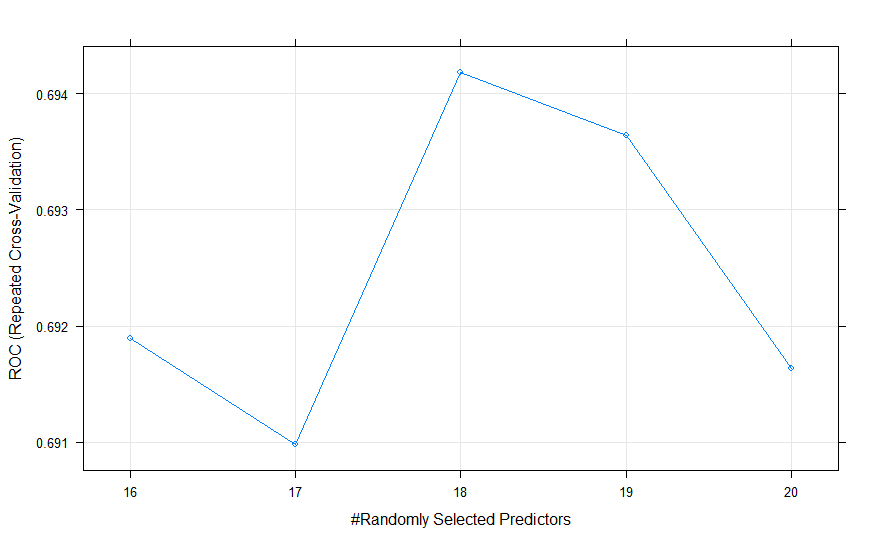 ROC (Repeated Cross-Validation)
0.694
0.693
0.692
0.691
16 17 18 19 20
#Randomly Selected Predictors